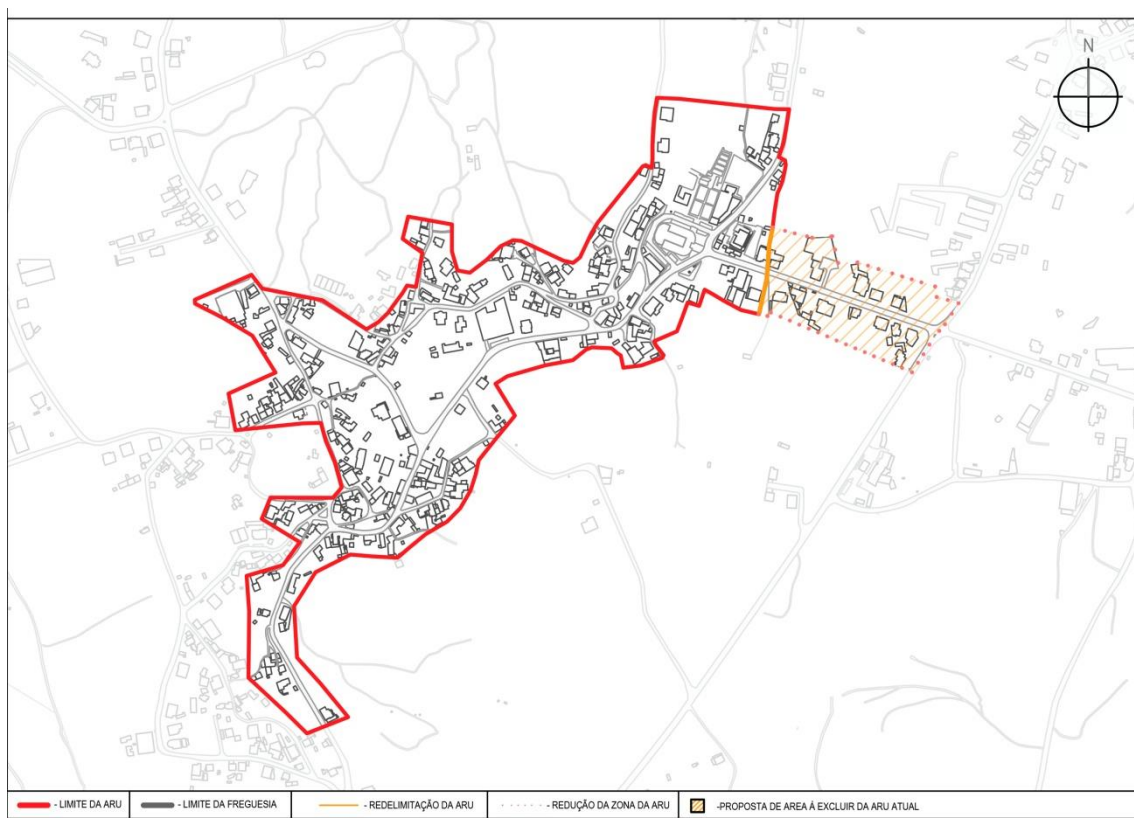 N
- LIMITE DA ARU
- LIMITE DA FREGUESIA
- REDELIMITAÇÃO DA ARU
- REDUÇÃO DA ZONA DA ARU
-PROPOSTA DE AREA Á EXCLUIR DA ARU ATUAL